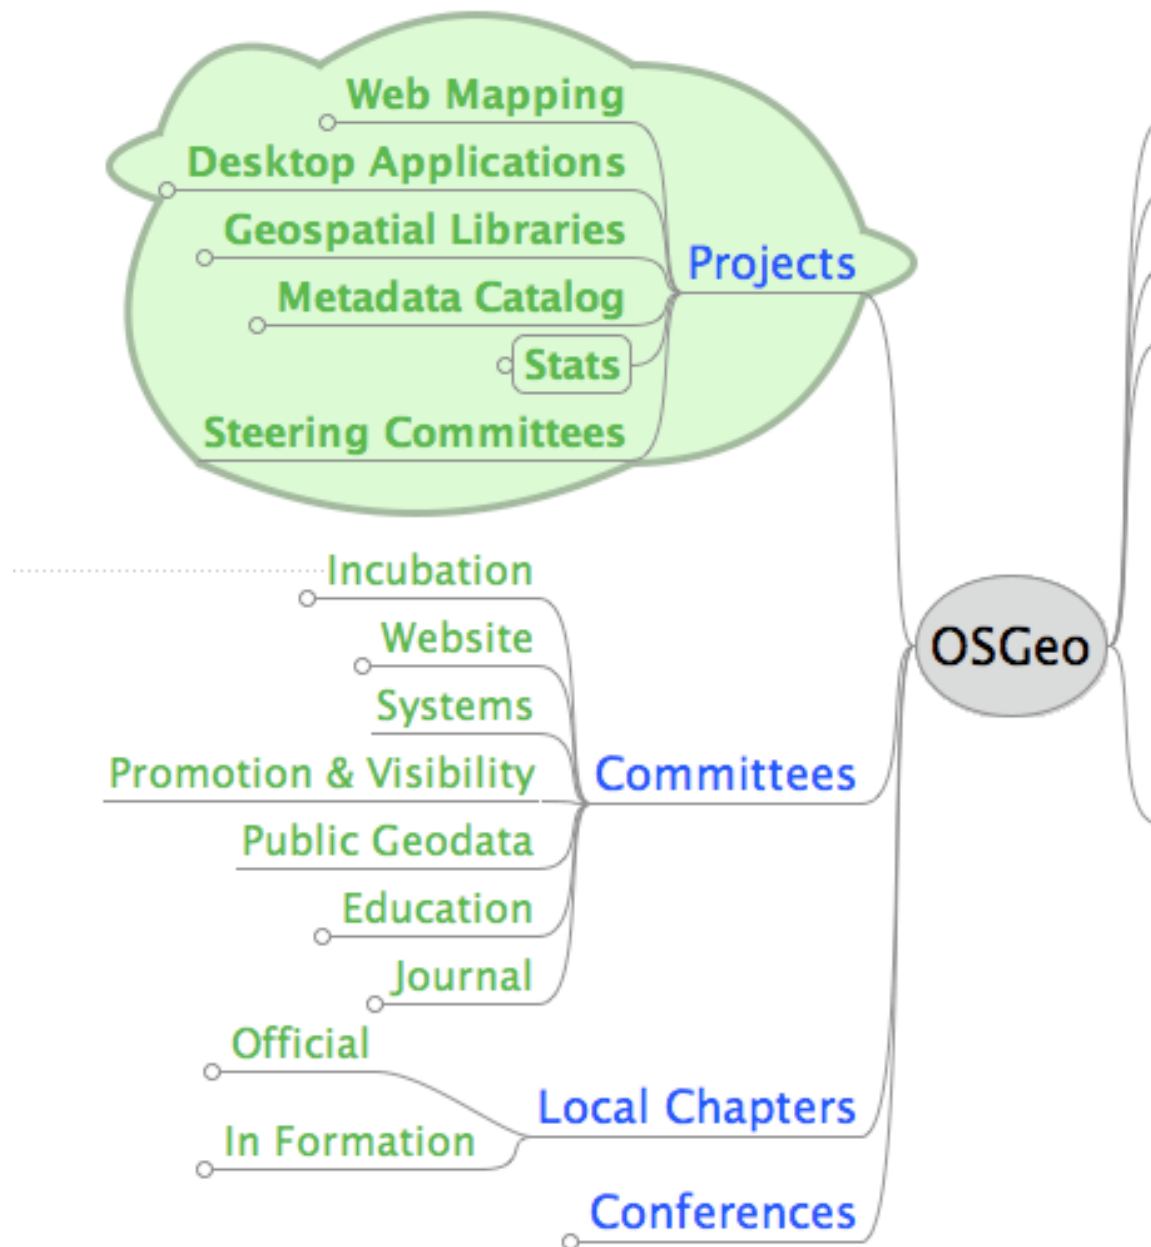 Web Mapping
Desktop Applications
Geospatial Libraries
Projects
Metadata Catalog
Stats
Steering Committees
Incubation
Website
OSGeo
Systems
Promotion & Visibility
Committees
Public Geodata
Education
Journal
Official
Local Chapters
In Formation
Conferences